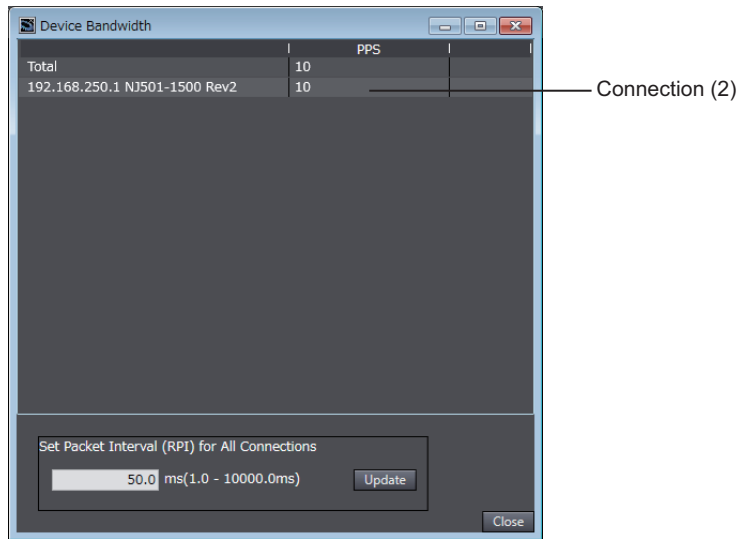 Device Bandwidth
PPS
Total 10
192.168.250.1 NJ501-1500 Rev2 10
Connection (2)
Set Packet Interval (RPI) for All Connections
50.0 ms(1.0 - 10000.0ms) Update
Close